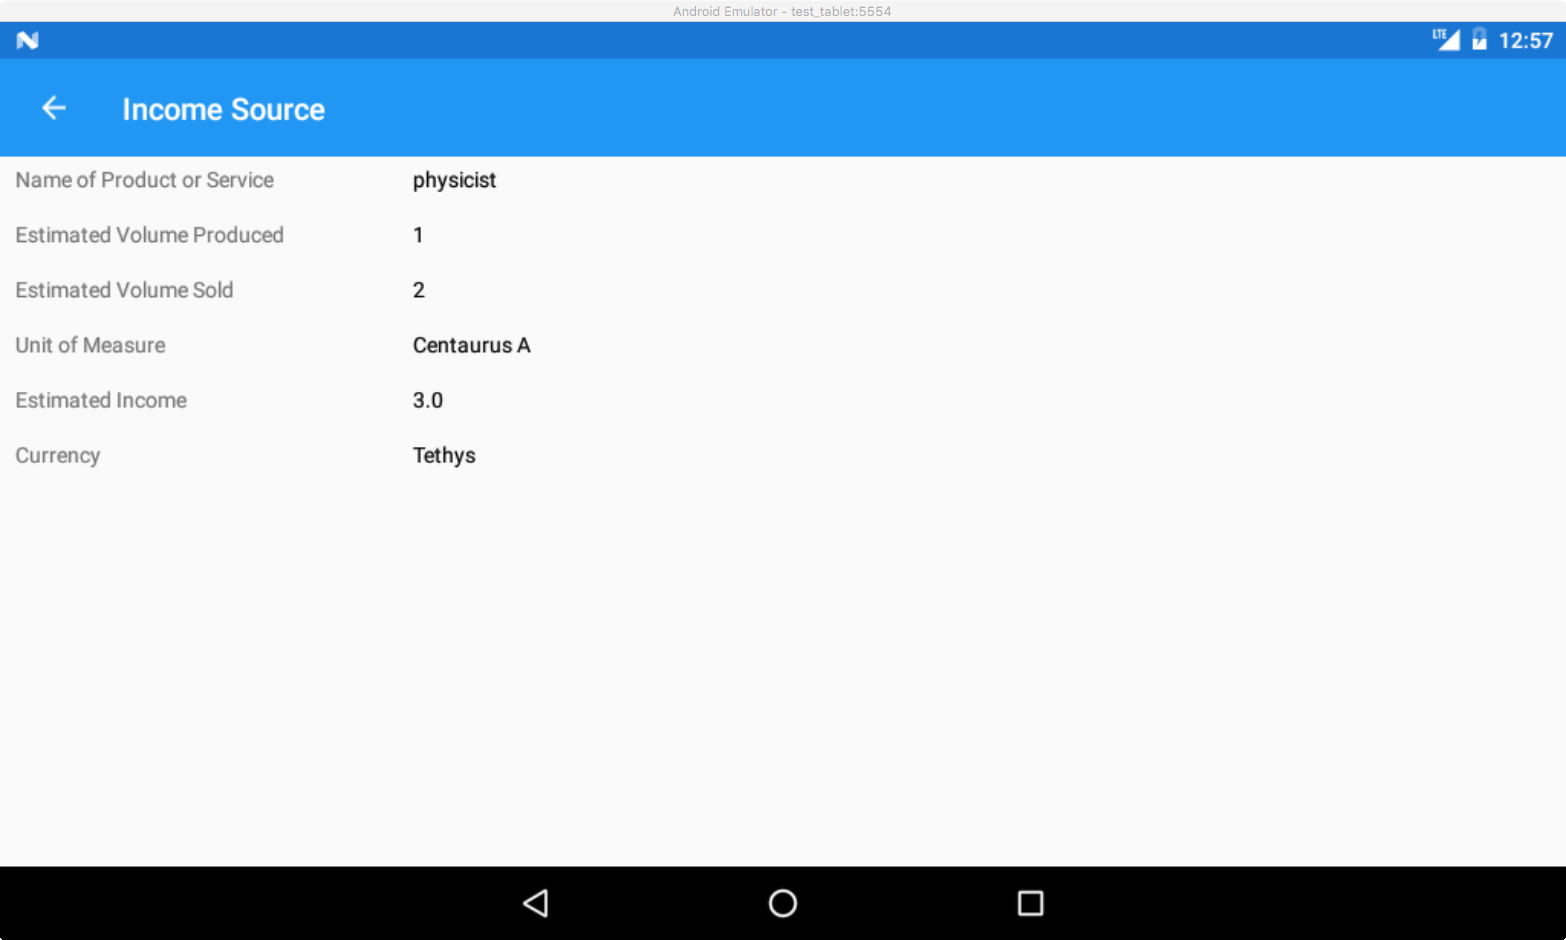 Android Emulator - test_tablet:5554
LTE 12:57
Income Source
Name of Product or Service physicist
Estimated Volume Produced 1
Estimated Volume Sold 2
Unit of Measure Centaurus A
Estimated Income 3.0
Currency Tethys